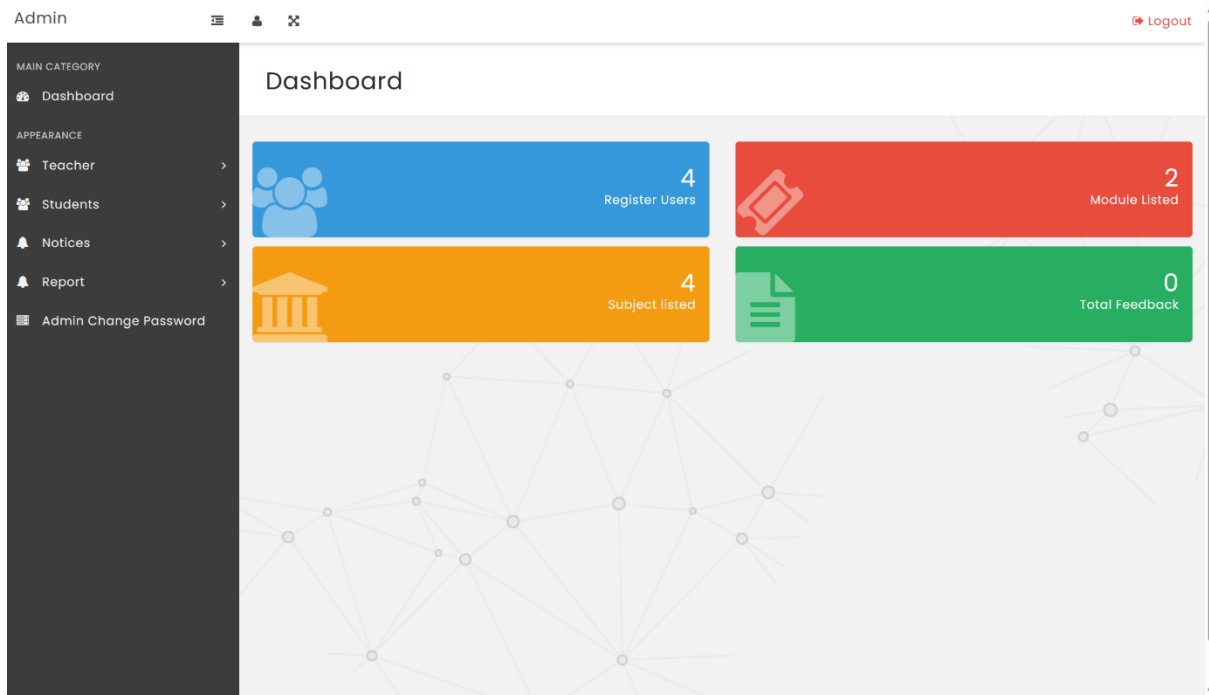 Admin
Logout
MAIN CATEGORY
Dashboard
APPEARANCE
Teacher
Students
Notices
Report
Admin Change Password
Dashboard
4
Register Users
2
Module Listed
4
Subject listed
0
Total Feedback